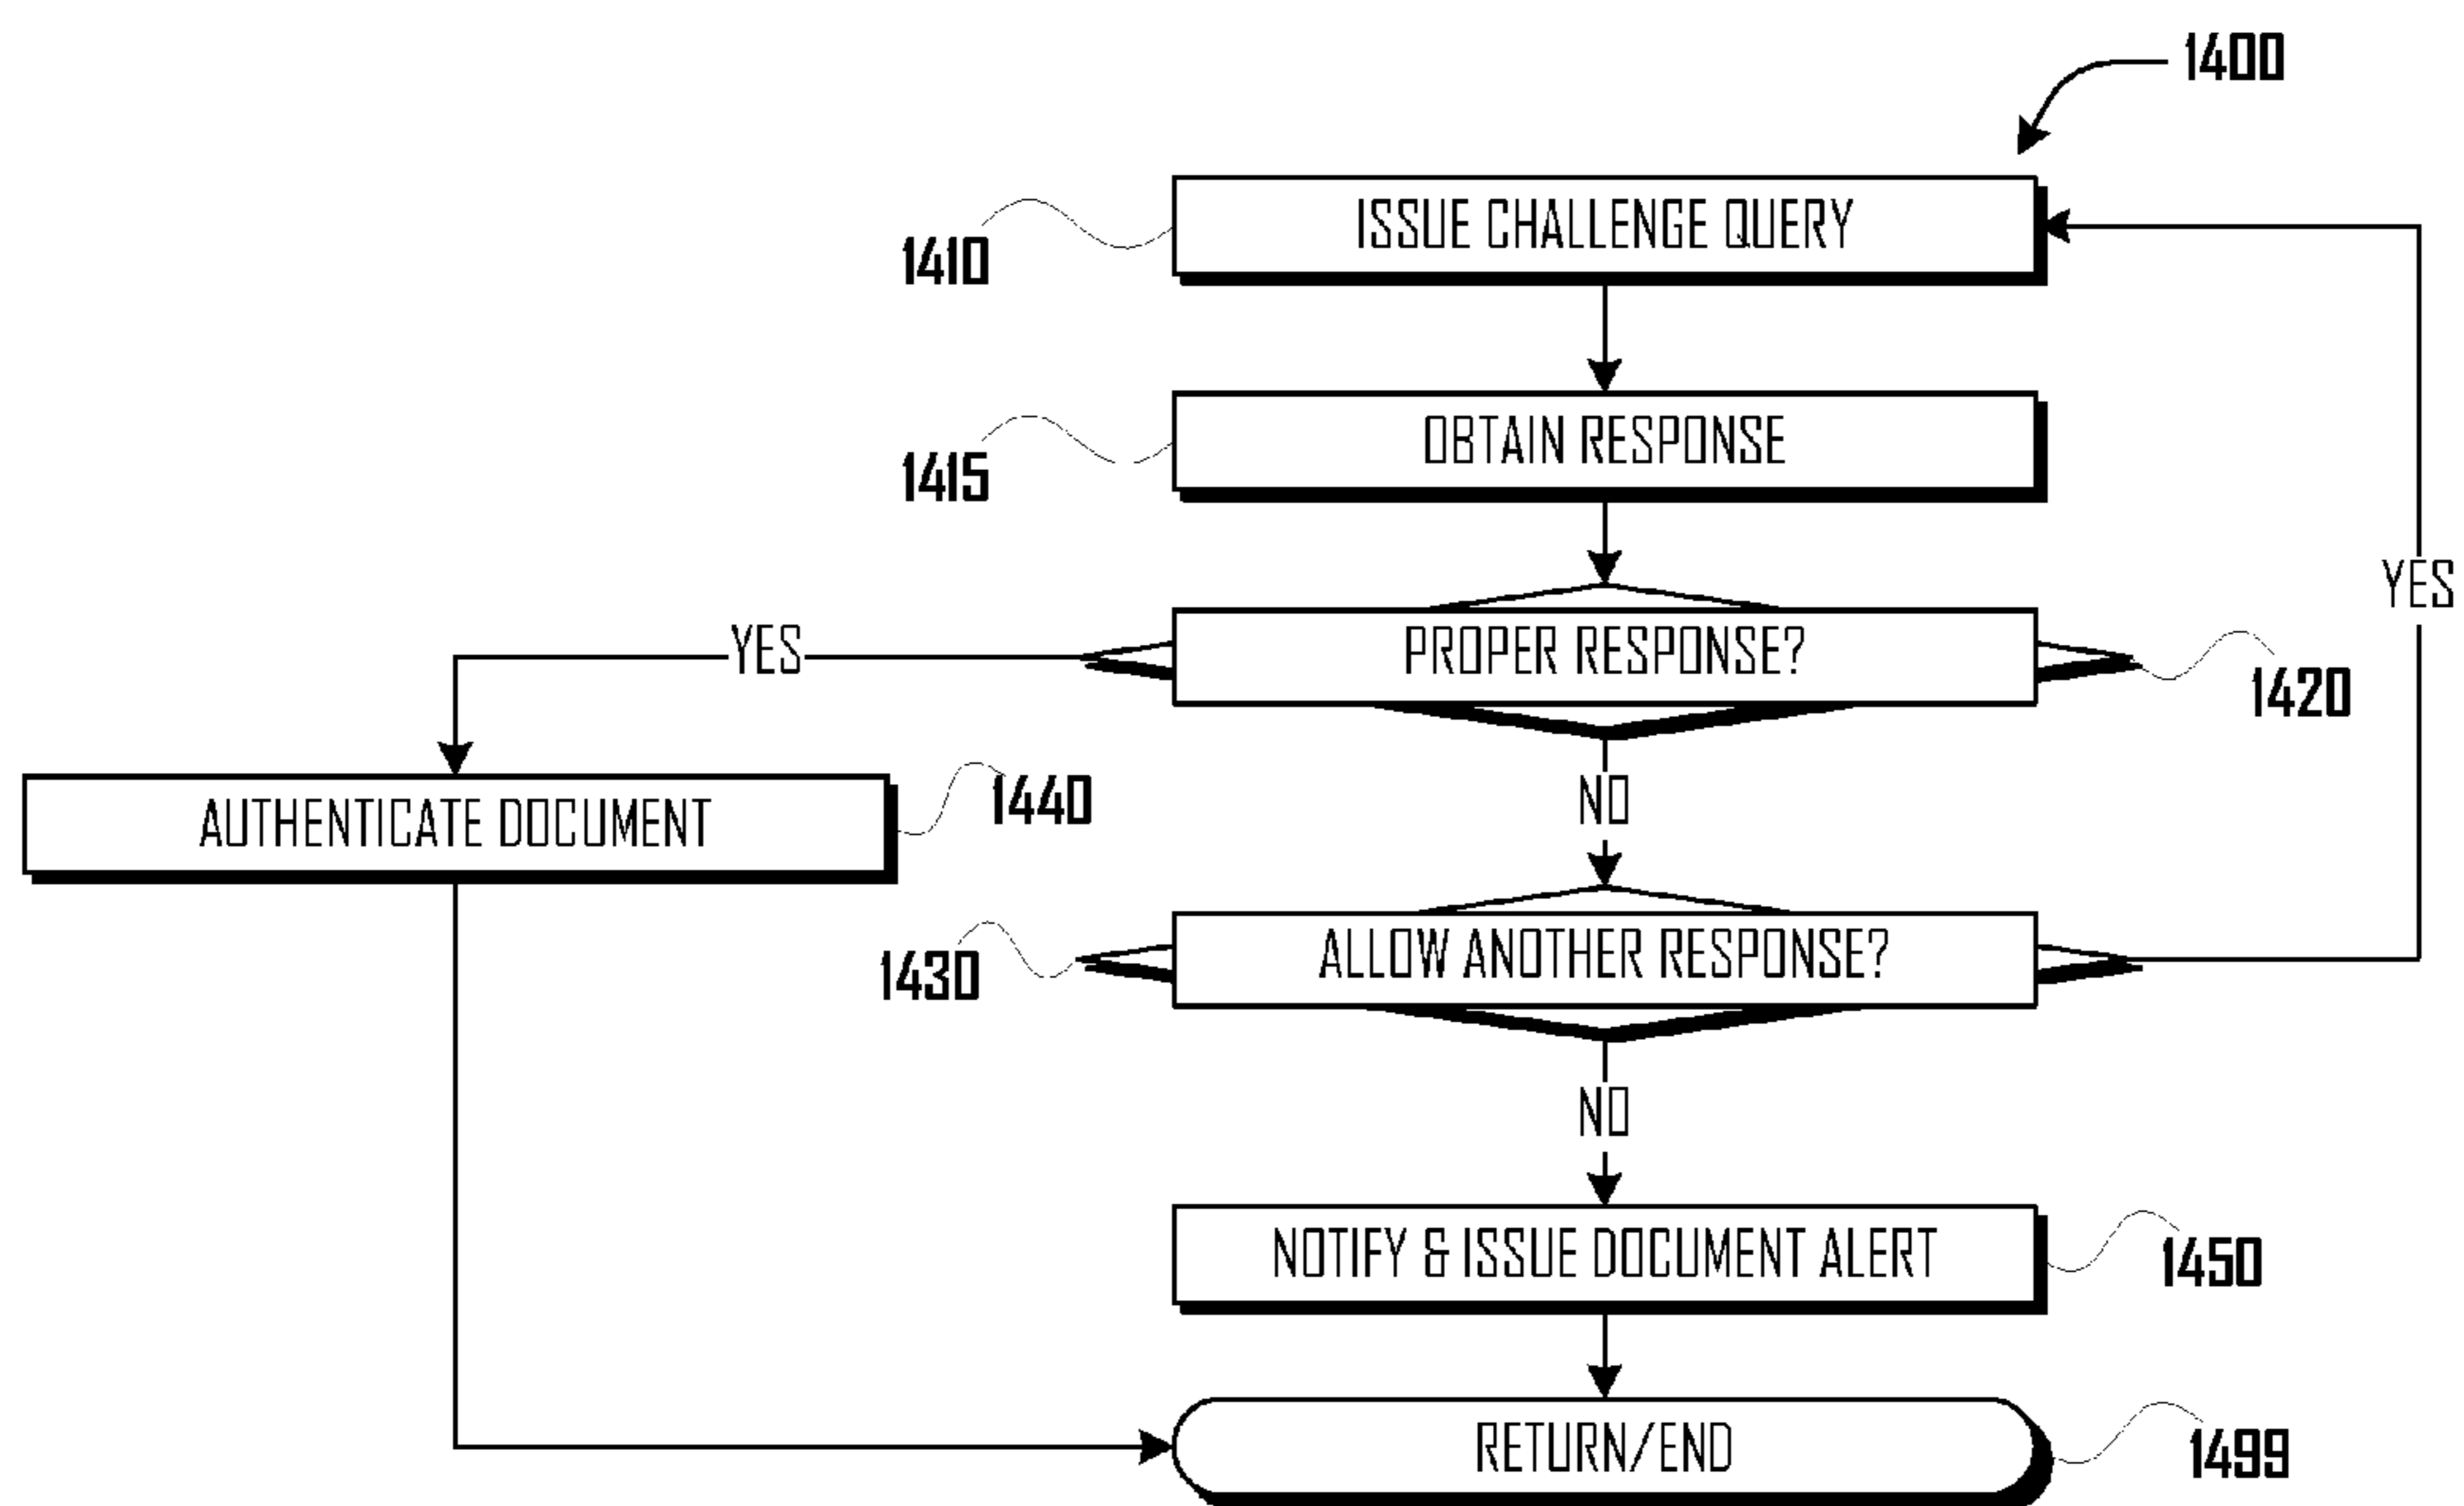 1400
ISSUE CHALLENGE QUERY
1410
OBTAIN RESPONSE
1415
YES
PROPER RESPONSE?
YES
1420
AUTHENTICATE DOCUMENT
1440
NO
ALLOW ANOTHER RESPONSE?
1430
NO
NOTIFY & ISSUE DOCUMENT ALERT
1450
RETURN/END
1499